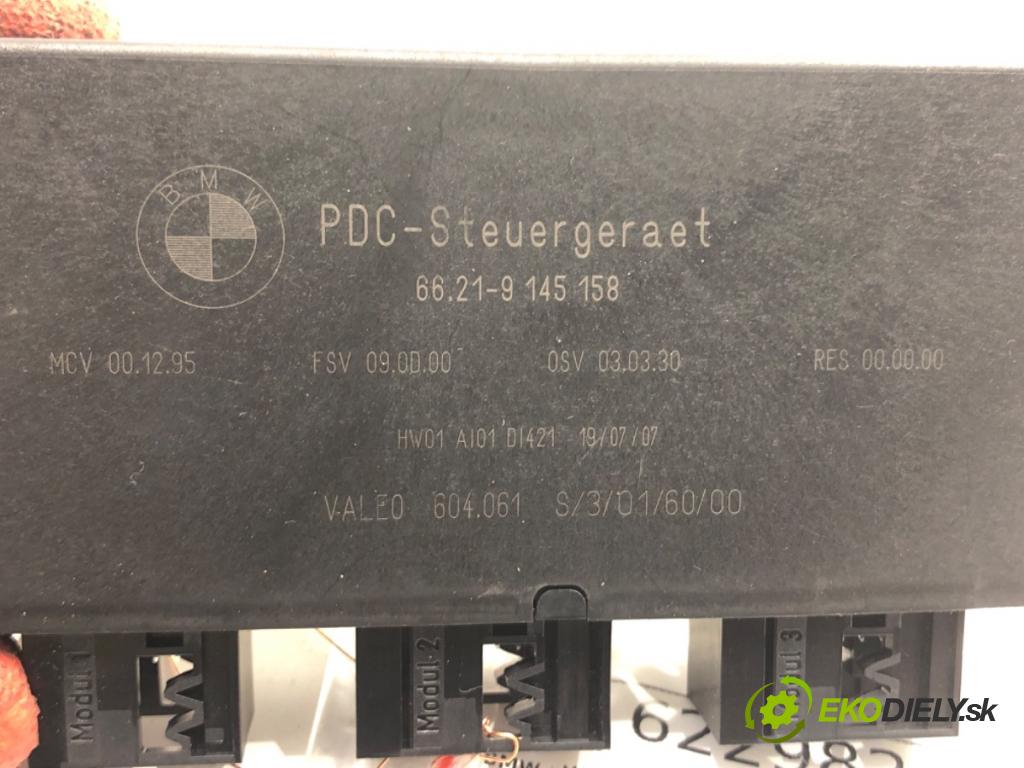 BMW
PDC-Steuergeraet
66.21-9 145 158
MCV 00.12.95 FSV 09.0D.00 OSV 03.03.30 RES 00.00.00
HW01 AI01 DI421 19/07/07
VALEO 604.061 S/3/01/60/00
Modul 1 Modul 2 Modul 3
EKODIELY.sk